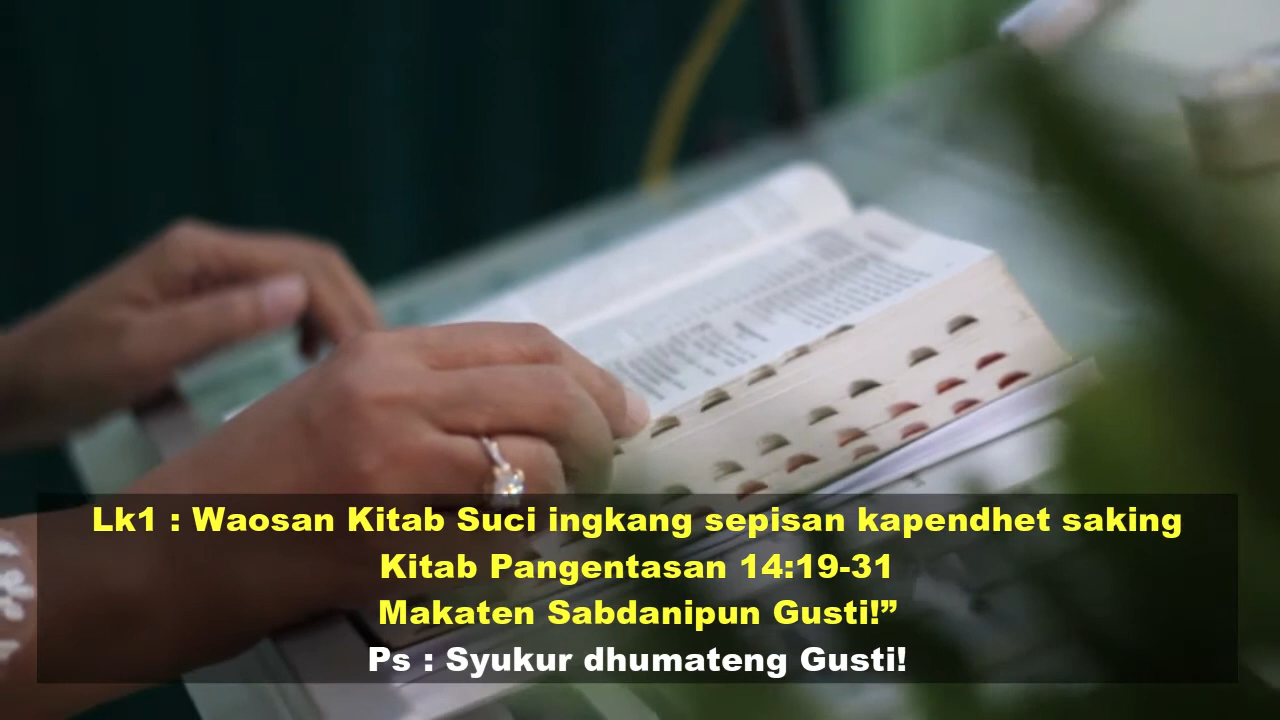 Lk1 : Waosan Kitab Suci ingkang sepisan kapendhet saking
Kitab Pangentasan 14:19-31
Makaten Sabdanipun Gusti!”
Ps : Syukur dhumateng Gusti!